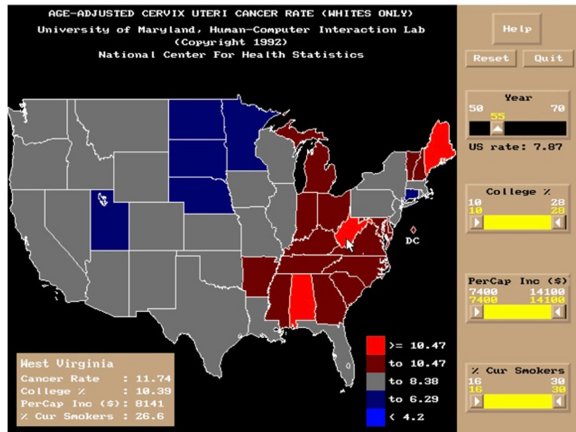 AGE-ADJUSTED CERVIX UTERI CANCER RATE (WHITES ONLY)
University of Maryland, Human-Computer Interaction Lab
(Copyright 1992)
National Center For Health Statistics
Help
Reset Quit
Year
50 70
55
US rate: 7.87
College %
10 28
10 28
PerCap Inc ($)
7400 14100
7400 14100
% Cur Smokers
16 30
16 30
DC
>= 10.47
to 10.47
to 8.38
to 6.29
< 4.2
West Virginia
Cancer Rate : 11.74
College % : 10.39
PerCap Inc ($): 8141
% Cur Smokers : 26.6